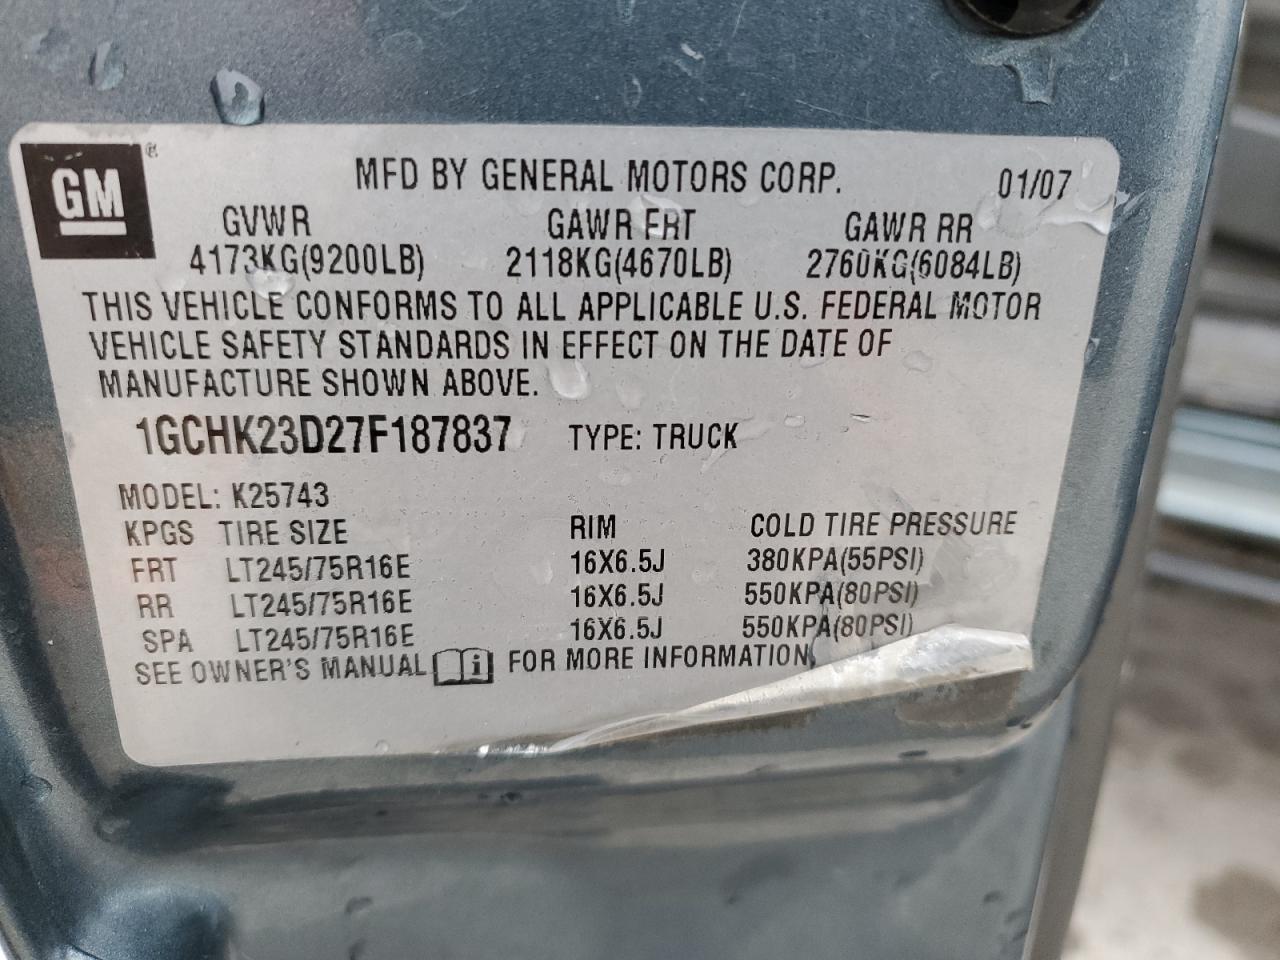 GM ®
MFD BY GENERAL MOTORS CORP. 01/07
GVWR GAWR FRT GAWR RR
4173KG(9200LB) 2118KG(4670LB) 2760KG(6084LB)
THIS VEHICLE CONFORMS TO ALL APPLICABLE U.S. FEDERAL MOTOR
VEHICLE SAFETY STANDARDS IN EFFECT ON THE DATE OF
MANUFACTURE SHOWN ABOVE.
1GCHK23D27F187837 TYPE: TRUCK
MODEL: K25743
KPGS TIRE SIZE RIM COLD TIRE PRESSURE
FRT LT245/75R16E 16X6.5J 380KPA(55PSI)
RR LT245/75R16E 16X6.5J 550KPA(80PSI)
SPA LT245/75R16E 16X6.5J 550KPA(80PSI)
SEE OWNER'S MANUAL i FOR MORE INFORMATION